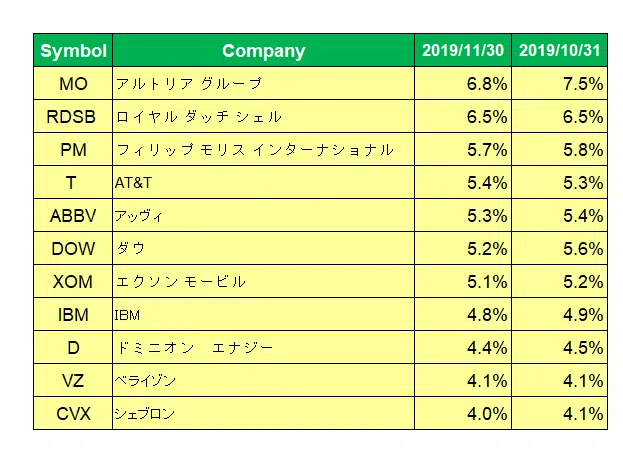 Symbol Company 2019/11/30 2019/10/31
MO アルトリア グループ 6.8% 7.5%
RDSB ロイヤル ダッチ シェル 6.5% 6.5%
PM フィリップ モリス インターナショナル 5.7% 5.8%
T AT&T 5.4% 5.3%
ABBV アッヴィ 5.3% 5.4%
DOW ダウ 5.2% 5.6%
XOM エクソン モービル 5.1% 5.2%
IBM IBM 4.8% 4.9%
D ドミニオン　エナジー 4.4% 4.5%
VZ ベライゾン 4.1% 4.1%
CVX シェブロン 4.0% 4.1%